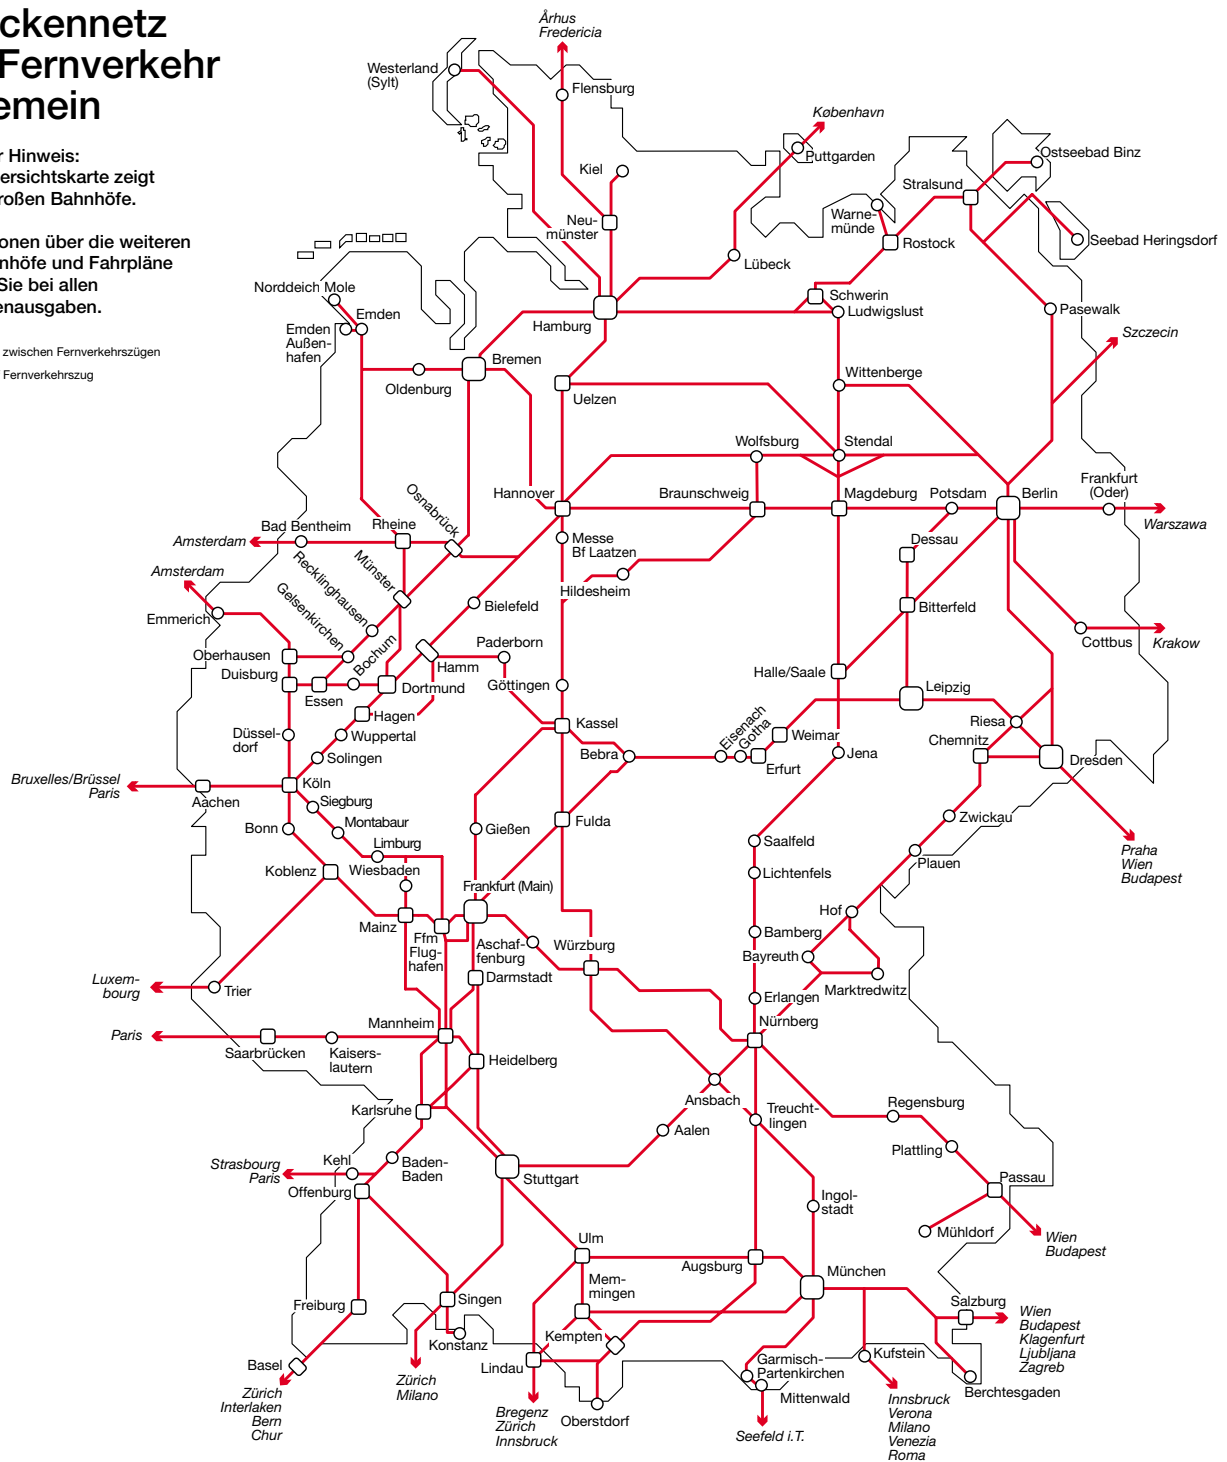 ckennetz
Fernverkehr
emein
r Hinweis:
ersichtskarte zeigt
roßen Bahnhöfe.
onen über die weiteren
nhöfe und Fahrpläne
Sie bei allen
enausgaben.
zwischen Fernverkehrszügen
Fernverkehrszug
Århus
Fredericia
Westerland
(Sylt)
Flensburg
København
Puttgarden
Ostseebad Binz
Kiel
Stralsund
Neu-
münster
Warne-
münde
Rostock
Seebad Heringsdorf
Lübeck
Norddeich Mole
Emden
Emden
Außen-
hafen
Hamburg
Schwerin
Ludwigslust
Pasewalk
Szczecin
Bremen
Oldenburg
Uelzen
Wittenberge
Wolfsburg
Stendal
Hannover
Braunschweig
Magdeburg
Potsdam
Berlin
Frankfurt
(Oder)
Warszawa
Osnabrück
Bad Bentheim
Rheine
Amsterdam
Messe
Bf Laatzen
Dessau
Amsterdam
Recklinghausen
Münster
Hildesheim
Gelsenkirchen
Emmerich
Bielefeld
Bitterfeld
Cottbus
Krakow
Oberhausen
Bochum
Paderborn
Hamm
Duisburg
Essen
Dortmund
Göttingen
Halle/Saale
Leipzig
Hagen
Düssel-
dorf
Wuppertal
Kassel
Eisenach
Gotha
Weimar
Riesa
Chemnitz
Solingen
Bebra
Erfurt
Jena
Dresden
Bruxelles/Brüssel
Paris
Aachen
Köln
Siegburg
Montabaur
Bonn
Gießen
Fulda
Zwickau
Limburg
Saalfeld
Praha
Wien
Budapest
Koblenz
Wiesbaden
Plauen
Lichtenfels
Frankfurt (Main)
Mainz
Ffm
Flug-
hafen
Aschaf-
fenburg
Würzburg
Hof
Bamberg
Bayreuth
Darmstadt
Marktredwitz
Luxem-
bourg
Trier
Erlangen
Nürnberg
Paris
Saarbrücken
Kaisers-
lautern
Mannheim
Heidelberg
Ansbach
Karlsruhe
Treucht-
lingen
Regensburg
Aalen
Plattling
Strasbourg
Paris
Kehl
Baden-
Baden
Offenburg
Stuttgart
Passau
Ingol-
stadt
Mühldorf
Wien
Budapest
Ulm
Augsburg
München
Mem-
mingen
Freiburg
Singen
Salzburg
Wien
Budapest
Klagenfurt
Ljubljana
Zagreb
Konstanz
Kempten
Basel
Lindau
Garmisch-
Partenkirchen
Kufstein
Mittenwald
Berchtesgaden
Zürich
Interlaken
Bern
Chur
Zürich
Milano
Bregenz
Zürich
Innsbruck
Oberstdorf
Seefeld i.T.
Innsbruck
Verona
Milano
Venezia
Roma